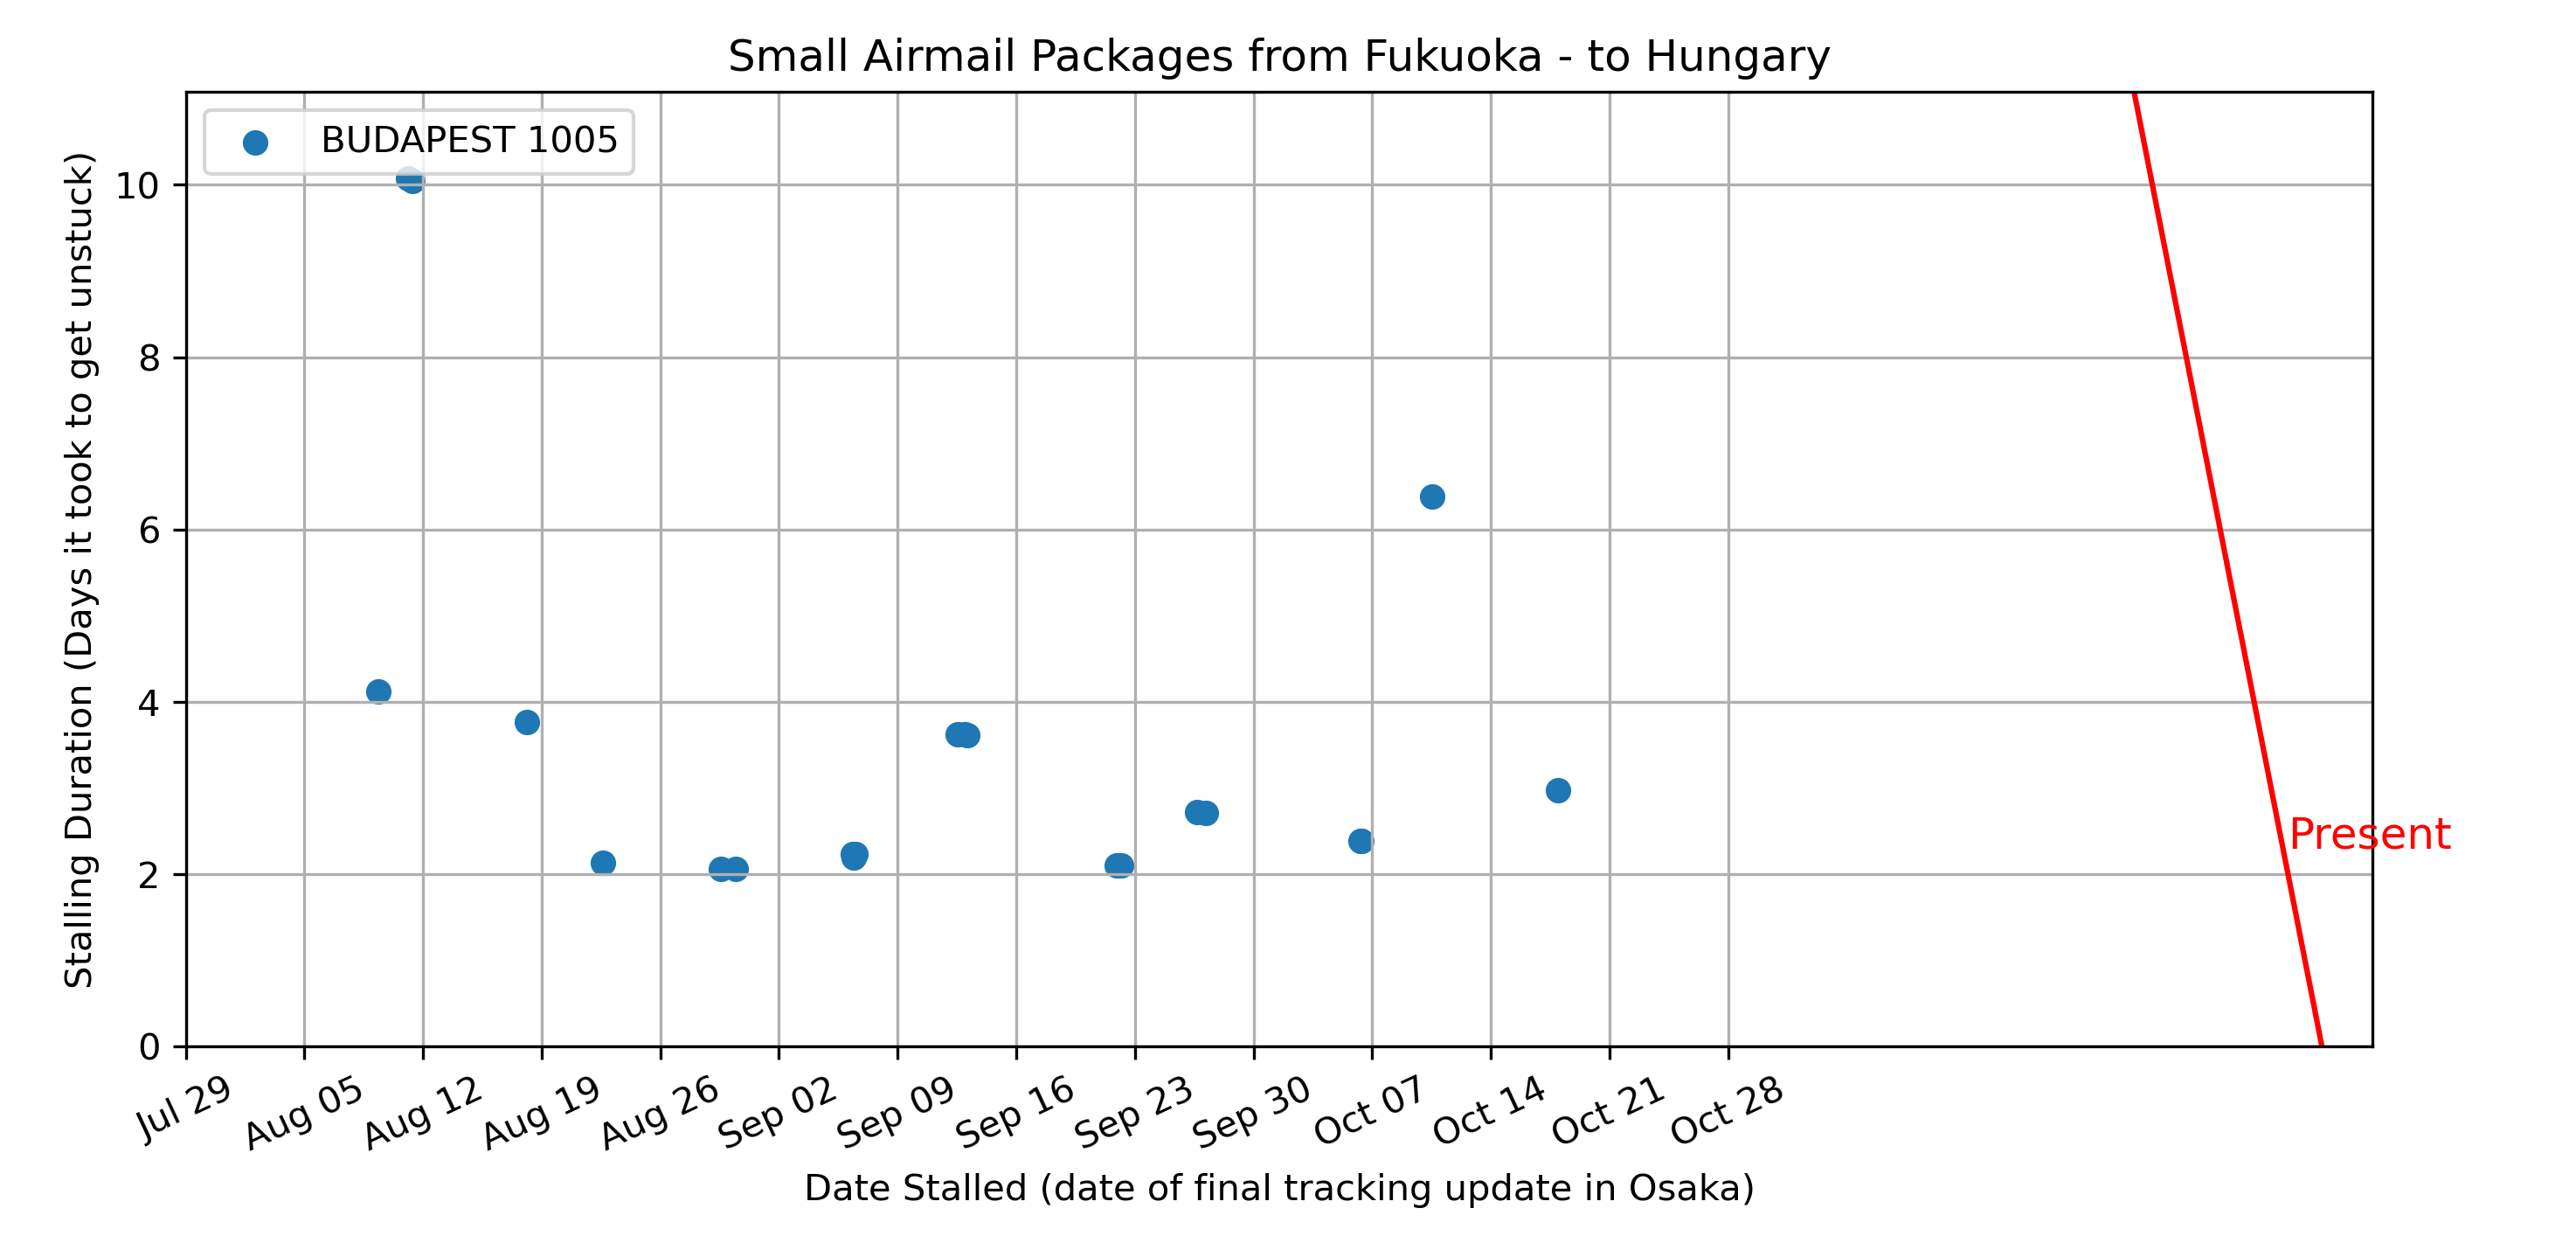 Small Airmail Packages from Fukuoka - to Hungary
BUDAPEST 1005
Stalling Duration (Days it took to get unstuck)
10
8
6
4
2
0
Present
Jul 29
Aug 05
Aug 12
Aug 19
Aug 26
Sep 02
Sep 09
Sep 16
Sep 23
Sep 30
Oct 07
Oct 14
Oct 21
Oct 28
Date Stalled (date of final tracking update in Osaka)